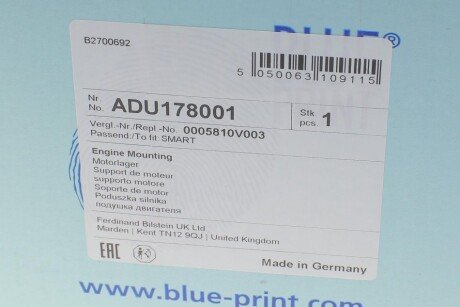 BLUE®
B2700692
5 050063 109115
Nr.
No. ADU178001
Stk
pcs. 1
Vergl.-Nr./Repl.-No. 0005810V003
Passend:/To fit: SMART
Engine Mounting
Motorlager
Support de moteur
supporto motore
Soporte de motor
Poduszka silnika
подушка двигателя
Ferdinand Bilstein UK Ltd
Marden | Kent TN12 9QJ | United Kingdom
EAC
Made in Germany
www.blue-print.com